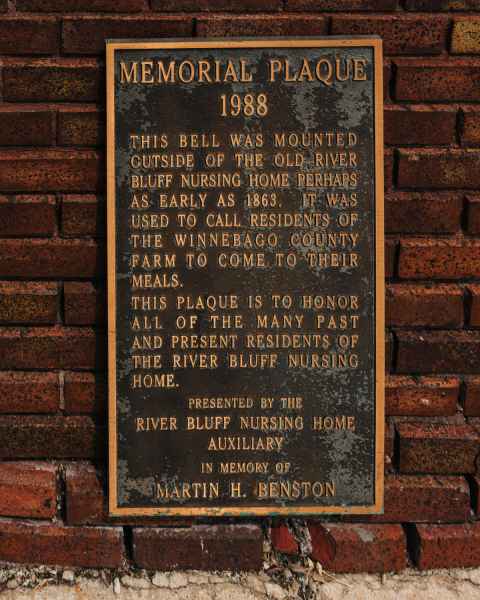 MEMORIAL PLAQUE
1988
THIS BELL WAS MOUNTED
OUTSIDE OF THE OLD RIVER
BLUFF NURSING HOME PERHAPS
AS EARLY AS 1863. IT WAS
USED TO CALL RESIDENTS OF
THE WINNEBAGO COUNTY
FARM TO COME TO THEIR
MEALS.
THIS PLAQUE IS TO HONOR
ALL OF THE MANY PAST
AND PRESENT RESIDENTS OF
THE RIVER BLUFF NURSING
HOME.
PRESENTED BY THE
RIVER BLUFF NURSING HOME
AUXILIARY
IN MEMORY OF
MARTIN H. BENSTON